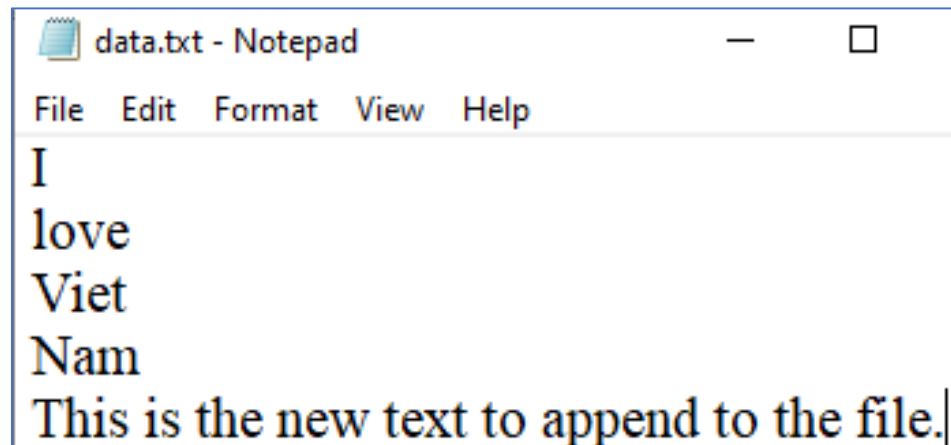 data.txt - Notepad
File Edit Format View Help
I
love
Viet
Nam
This is the new text to append to the file.